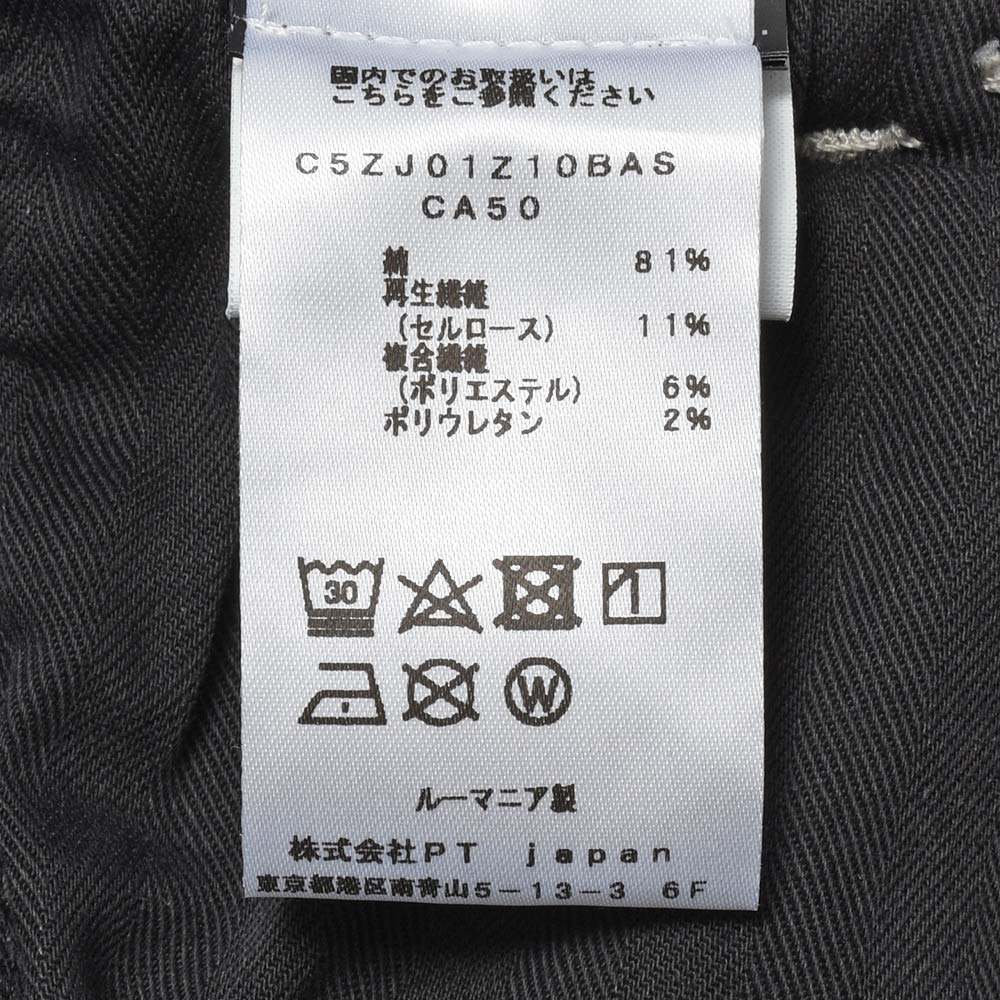 国内でのお取扱いは
こちらをご参照ください
C5ZJ01Z10BAS
CA50
綿 81%
再生繊維
(セルロース) 11%
複合繊維
(ポリエステル) 6%
ポリウレタン 2%
30
W
ルーマニア製
株式会社PT japan
東京都港区南青山5-13-3 6F